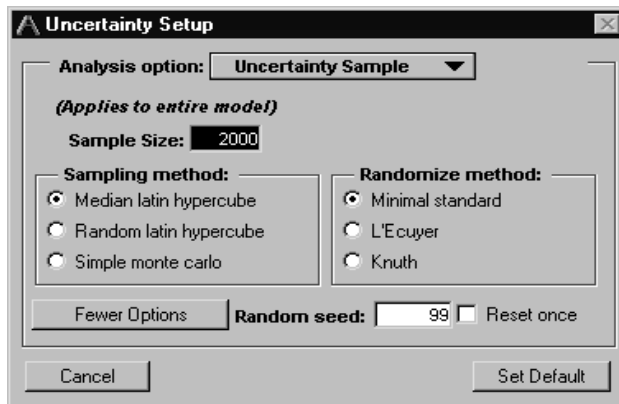 Uncertainty Setup
Analysis option: Uncertainty Sample
(Applies to entire model)
Sample Size: 2000
Sampling method:
Median latin hypercube
Random latin hypercube
Simple monte carlo
Randomize method:
Minimal standard
L'Ecuyer
Knuth
Fewer Options Random seed: 99 Reset once
Cancel Set Default